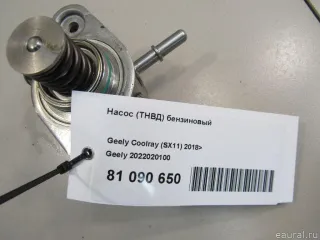 Насос (ТНВД) бензиновый
Geely Coolray (SX11) 2018>
Geely 2022020100
81 090 650
eaural.ru